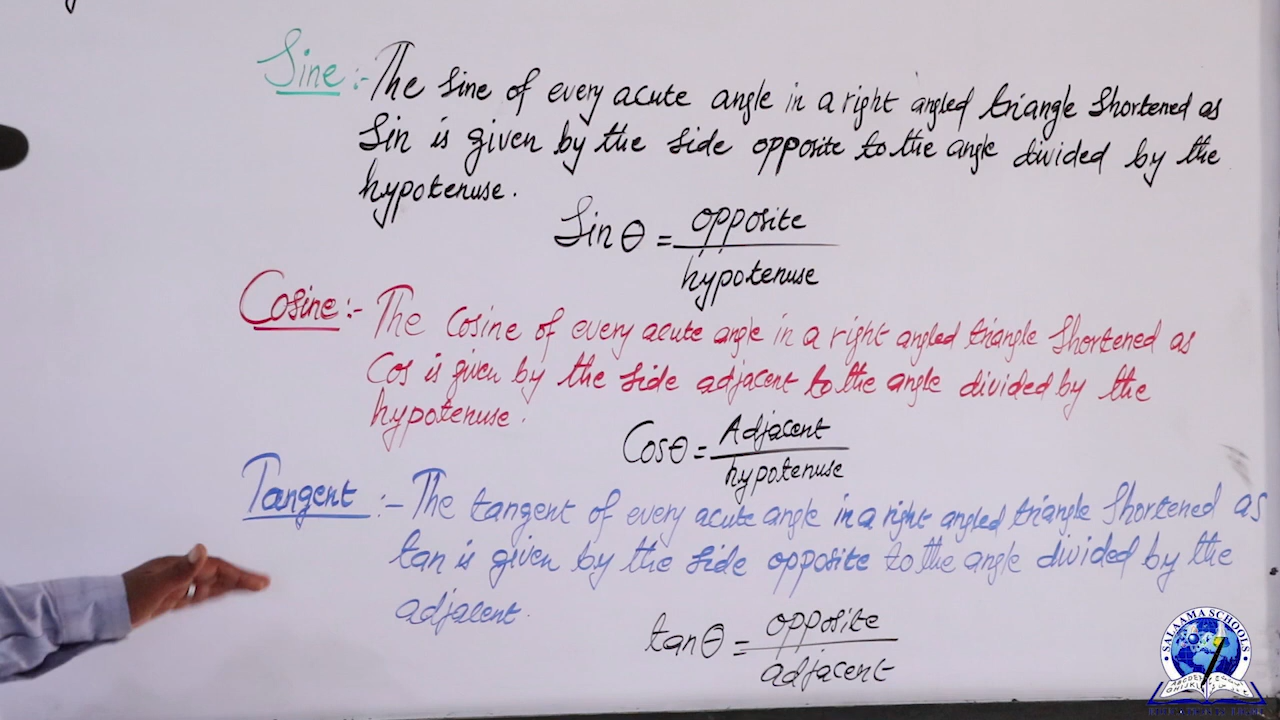 Sine:- The sine of every acute angle in a right angled triangle shortened as
Sin is given by the side opposite to the angle divided by the
hypotenuse.
Sin θ = opposite
hypotenuse
Cosine:- The Cosine of every acute angle in a right angled triangle shortened as
Cos is given by the side adjacent to the angle divided by the
hypotenuse.
Cosθ = Adjacent
hypotenuse
Tangent:- The tangent of every acute angle in a right angled triangle shortened as
tan is given by the side opposite to the angle divided by the
adjacent.
tanθ = opposite
adjacent
SALAAMA SCHOOLS